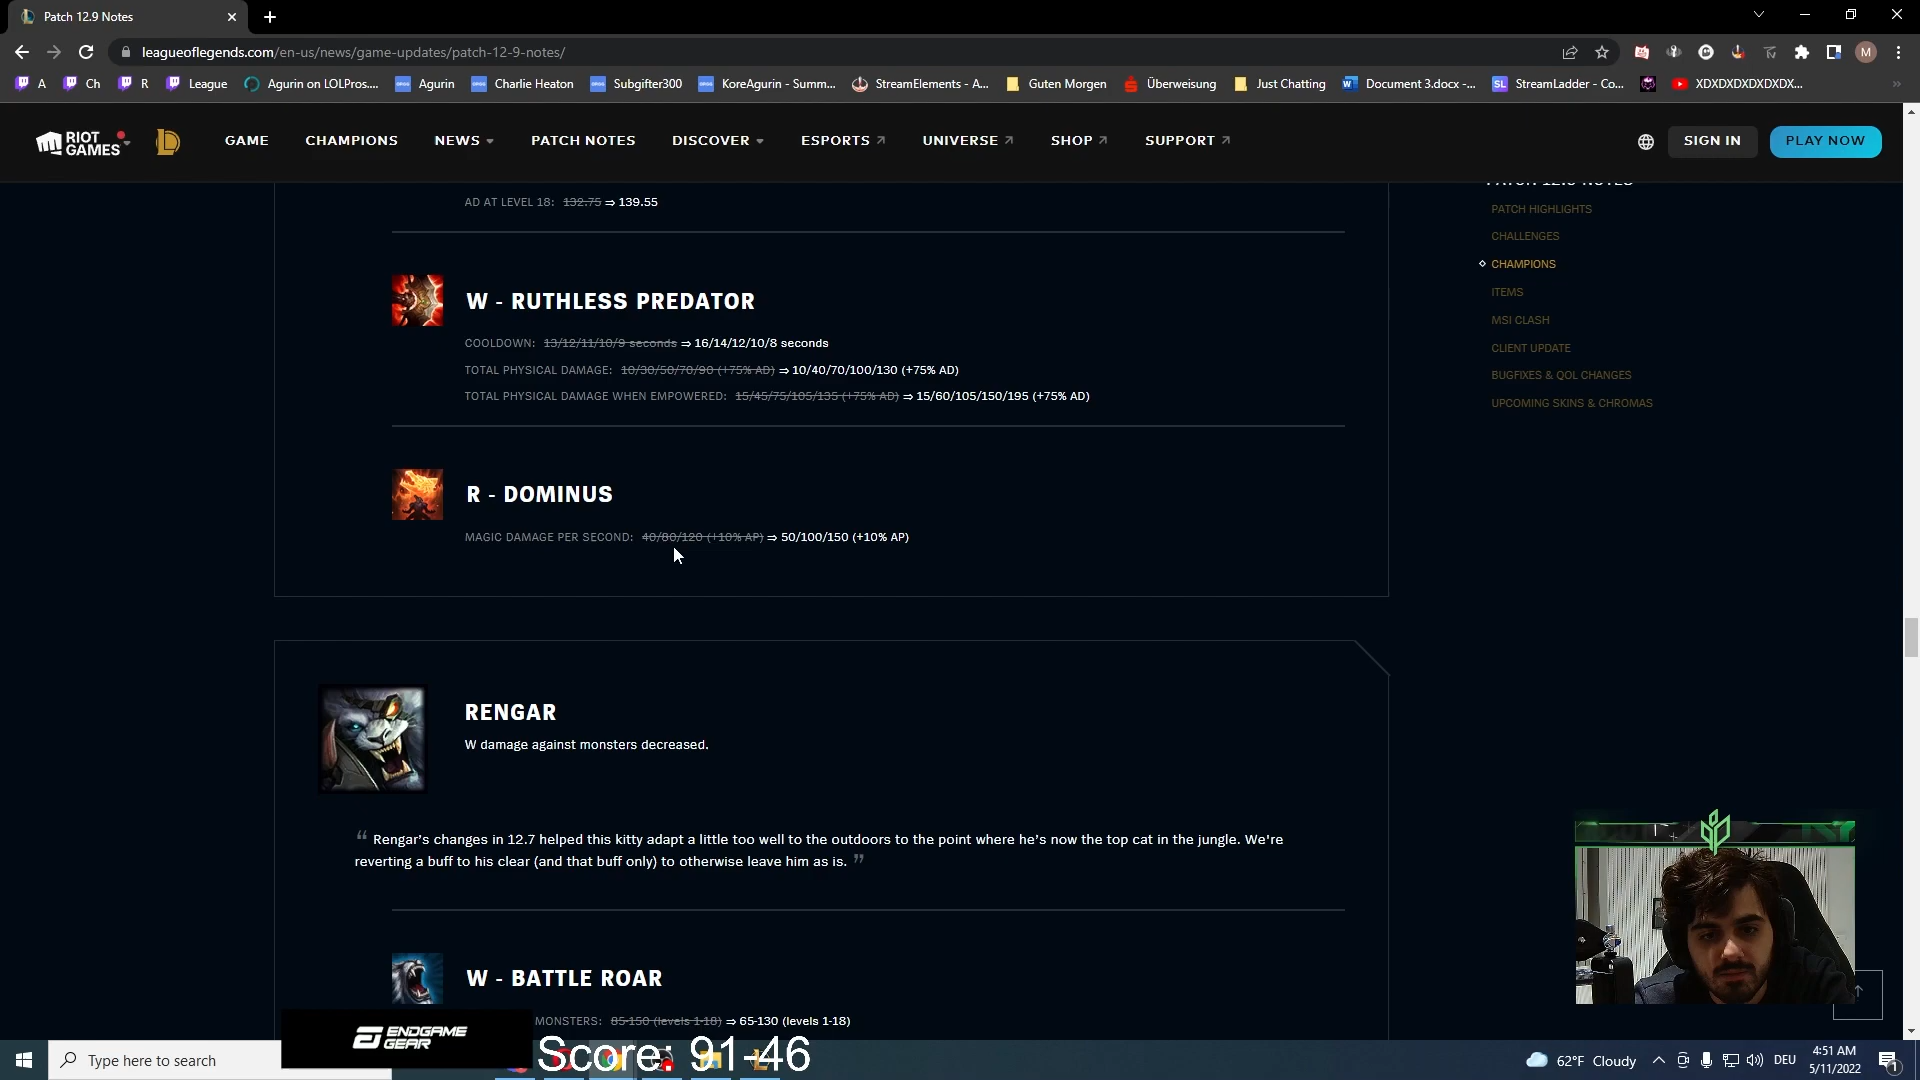 Patch 12.9 Notes
leagueoflegends.com/en-us/news/game-updates/patch-12-9-notes/
M
A
Ch
R
League
Agurin on LOLPros....
Agurin
Charlie Heaton
Subgifter300
KoreAgurin - Summ...
StreamElements - A...
Guten Morgen
Überweisung
Just Chatting
Document 3.docx -...
SL
StreamLadder - Co...
XDXDXDXDXDXDX...
RIOT GAMES
GAME
CHAMPIONS
NEWS
PATCH NOTES
DISCOVER
ESPORTS
UNIVERSE
SHOP
SUPPORT
SIGN IN
PLAY NOW
AD AT LEVEL 18: 132.75 ⇒ 139.55
W - RUTHLESS PREDATOR
COOLDOWN: 13/12/11/10/9 seconds ⇒ 16/14/12/10/8 seconds
TOTAL PHYSICAL DAMAGE: 10/30/50/70/90 (+75% AD) ⇒ 10/40/70/100/130 (+75% AD)
TOTAL PHYSICAL DAMAGE WHEN EMPOWERED: 15/45/75/105/135 (+75% AD) ⇒ 15/60/105/150/195 (+75% AD)
R - DOMINUS
MAGIC DAMAGE PER SECOND: 40/80/120 (+10% AP) ⇒ 50/100/150 (+10% AP)
RENGAR
W damage against monsters decreased.
“ Rengar’s changes in 12.7 helped this kitty adapt a little too well to the outdoors to the point where he’s now the top cat in the jungle. We’re
reverting a buff to his clear (and that buff only) to otherwise leave him as is. ”
W - BATTLE ROAR
MONSTERS: 85-150 (levels 1-18) ⇒ 65-130 (levels 1-18)
PATCH 12.9 NOTES
PATCH HIGHLIGHTS
CHALLENGES
CHAMPIONS
ITEMS
MSI CLASH
CLIENT UPDATE
BUGFIXES & QOL CHANGES
UPCOMING SKINS & CHROMAS
ENDGAME
GEAR
Score: 91-46
Type here to search
62°F Cloudy
DEU
4:51 AM
5/11/2022
1